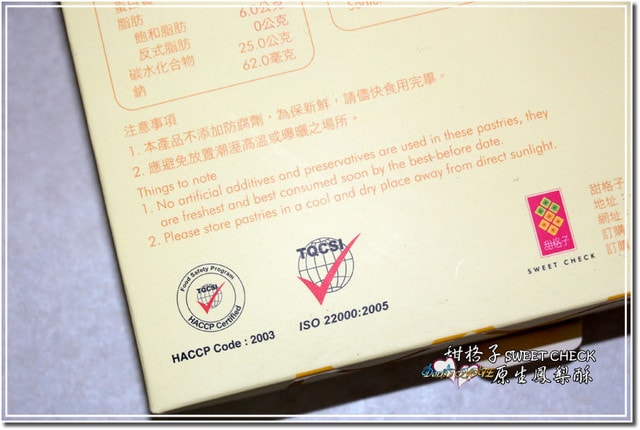 脂肪
6.0公克
飽和脂肪
0公克
反式脂肪
25.0公克
碳水化合物
62.0毫克
鈉
注意事項
1. 本產品不添加防腐劑，為保新鮮，請儘快食用完畢。
2. 應避免放置潮溼高溫或曝曬之場所。
Things to note
1. No artificial additives and preservatives are used in these pastries, they
are freshest and best consumed soon by the best-before date.
2. Please store pastries in a cool and dry place away from direct sunlight.
Food Safety Program
TQCSI
HACCP Certified
HACCP Code : 2003
TQCSI
ISO 22000:2005
甜格子
SWEET CHECK
甜格子
地址:
網址:
訂購
訂購
甜格子 SWEET CHECK
原生鳳梨酥